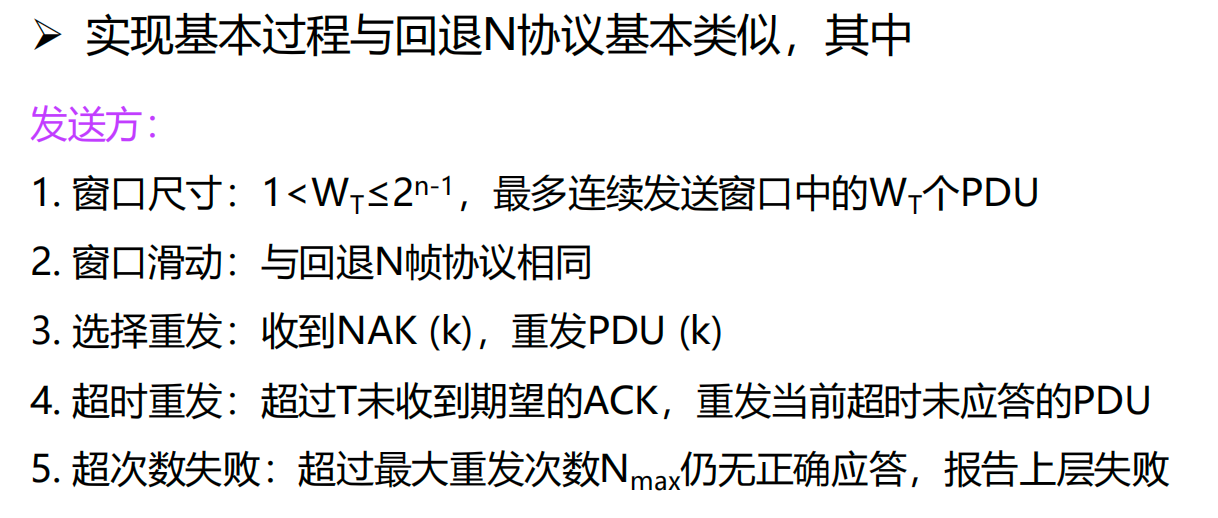 ➢ 实现基本过程与回退N协议基本类似，其中
发送方：
1. 窗口尺寸：1<W_T≤2^{n-1}，最多连续发送窗口中的W_T个PDU
2. 窗口滑动：与回退N帧协议相同
3. 选择重发：收到NAK (k)，重发PDU (k)
4. 超时重发：超过T未收到期望的ACK，重发当前超时未应答的PDU
5. 超次数失败：超过最大重发次数N_{max}仍无正确应答，报告上层失败